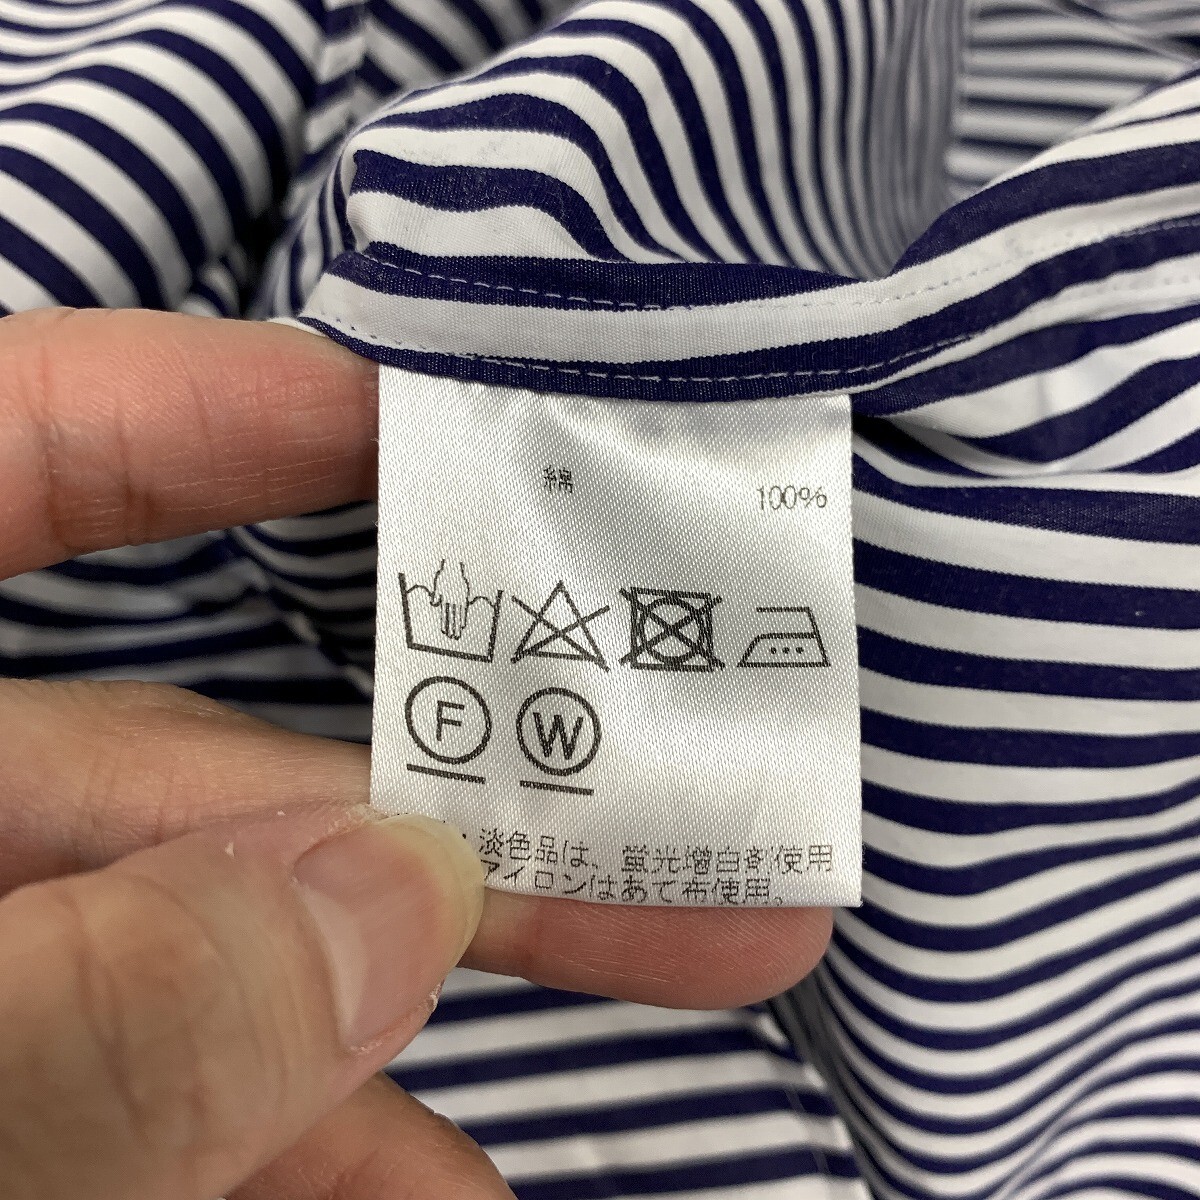 綿 100%
F W
・淡色品は、蛍光増白剤使用
アイロンはあて布使用。